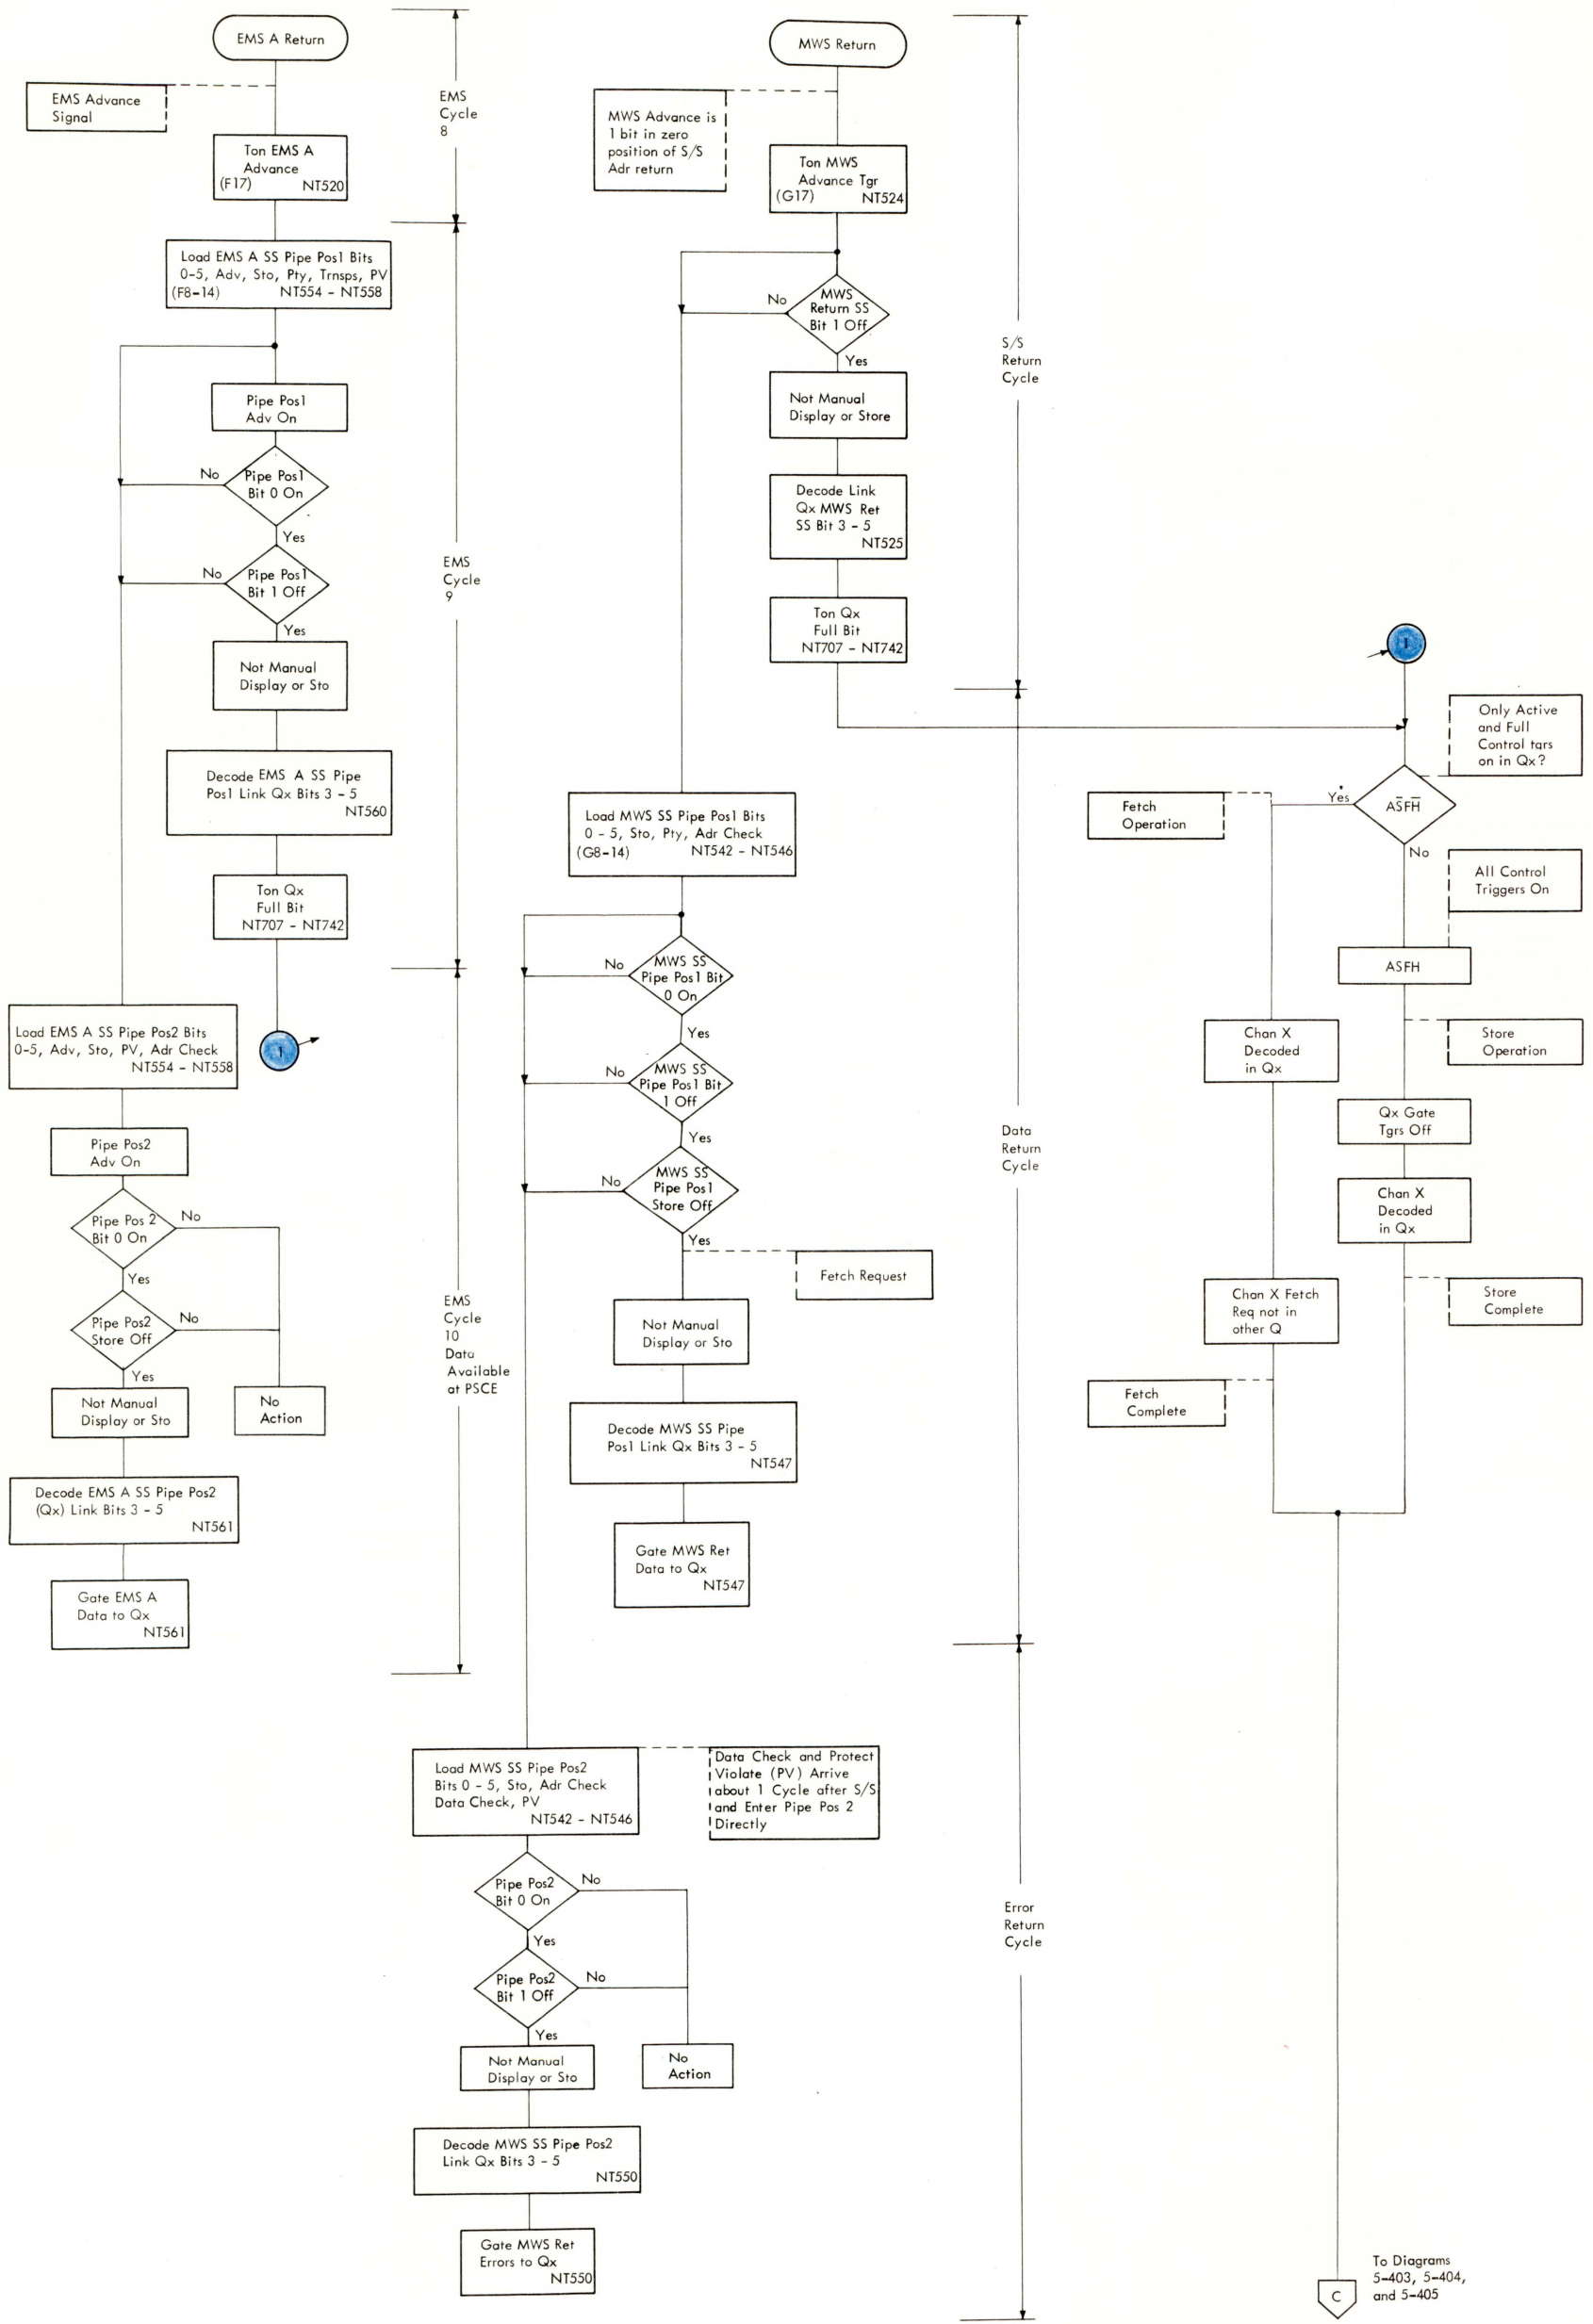 EMS A Return
EMS Advance
Signal
Ton EMS A
Advance
(F17) NT520
EMS
Cycle
8
Load EMS A SS Pipe Pos1 Bits
0-5, Adv, Sto, Pty, Trnsps, PV
(F8-14) NT554 - NT558
Pipe Pos1
Adv On
No
Pipe Pos1
Bit 0 On
Yes
No
Pipe Pos1
Bit 1 Off
Yes
EMS
Cycle
9
Not Manual
Display or Sto
Decode EMS A SS Pipe
Pos1 Link Qx Bits 3 - 5
NT560
Ton Qx
Full Bit
NT707 - NT742
1
Load EMS A SS Pipe Pos2 Bits
0-5, Adv, Sto, PV, Adr Check
NT554 - NT558
Pipe Pos2
Adv On
Pipe Pos 2
Bit 0 On
No
Yes
Pipe Pos2
Store Off
No
Yes
Not Manual
Display or Sto
No
Action
Decode EMS A SS Pipe Pos2
(Qx) Link Bits 3 - 5
NT561
Gate EMS A
Data to Qx
NT561
EMS
Cycle
10
Data
Available
at PSCE
MWS Return
MWS Advance is
1 bit in zero
position of S/S
Adr return
Ton MWS
Advance Tgr
(G17) NT524
No
MWS
Return SS
Bit 1 Off
Yes
Not Manual
Display or Store
Decode Link
Qx MWS Ret
SS Bit 3 - 5
NT525
Ton Qx
Full Bit
NT707 - NT742
S/S
Return
Cycle
Load MWS SS Pipe Pos1 Bits
0 - 5, Sto, Pty, Adr Check
(G8-14) NT542 - NT546
No
MWS SS
Pipe Pos1 Bit
0 On
Yes
No
MWS SS
Pipe Pos1 Bit
1 Off
Yes
No
MWS SS
Pipe Pos1
Store Off
Yes
Fetch Request
Not Manual
Display or Sto
Decode MWS SS Pipe
Pos1 Link Qx Bits 3 - 5
NT547
Gate MWS Ret
Data to Qx
NT547
Data
Return
Cycle
Load MWS SS Pipe Pos2
Bits 0 - 5, Sto, Adr Check
Data Check, PV
NT542 - NT546
Data Check and Protect
Violate (PV) Arrive
about 1 Cycle after S/S
and Enter Pipe Pos 2
Directly
Pipe Pos2
Bit 0 On
No
Yes
Pipe Pos2
Bit 1 Off
No
Yes
Not Manual
Display or Sto
No
Action
Decode MWS SS Pipe Pos2
Link Qx Bits 3 - 5
NT550
Gate MWS Ret
Errors to Qx
NT550
Error
Return
Cycle
1
Only Active
and Full
Control tgrs
on in Qx?
AS̅FH̅
Yes
No
Fetch
Operation
All Control
Triggers On
ASFH
Store
Operation
Chan X
Decoded
in Qx
Qx Gate
Tgrs Off
Chan X
Decoded
in Qx
Chan X Fetch
Req not in
other Q
Store
Complete
Fetch
Complete
C
To Diagrams
5-403, 5-404,
and 5-405